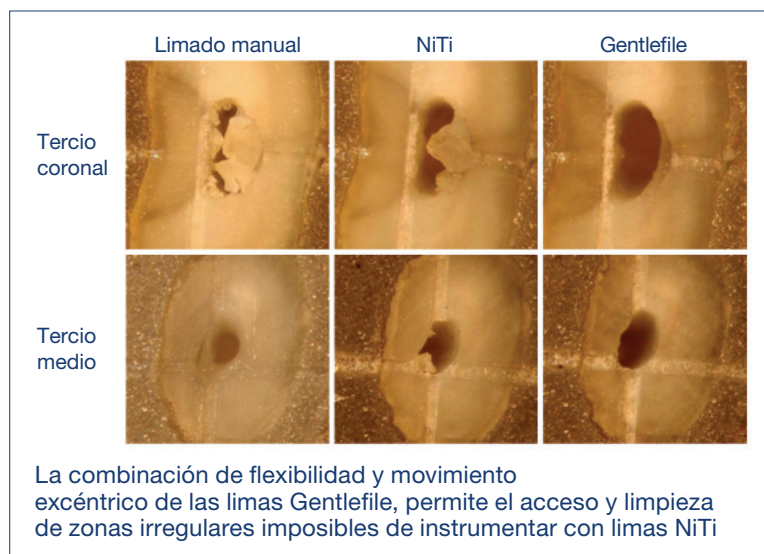 Limado manual NiTi Gentlefile
Tercio
coronal
Tercio
medio
La combinación de flexibilidad y movimiento
excéntrico de las limas Gentlefile, permite el acceso y limpieza
de zonas irregulares imposibles de instrumentar con limas NiTi